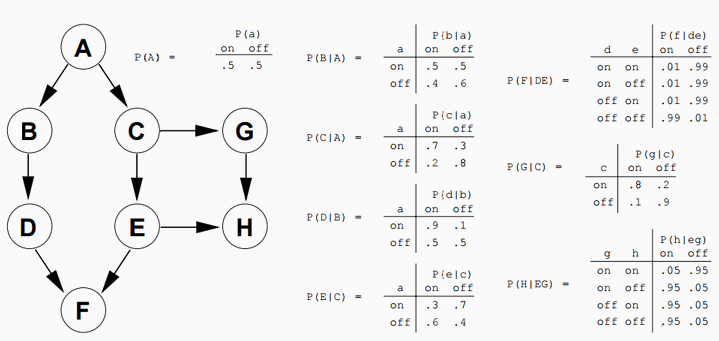 A
B
C
G
D
E
H
F
P(A) =
P(a)
on off
.5 .5
P(B|A) =
P(b|a)
a on off
on .5 .5
off .4 .6
P(C|A) =
P(c|a)
a on off
on .7 .3
off .2 .8
P(D|B) =
P(d|b)
a on off
on .9 .1
off .5 .5
P(E|C) =
P(e|c)
a on off
on .3 .7
off .6 .4
P(F|DE) =
P(f|de)
d e on off
on on .01 .99
on off .01 .99
off on .01 .99
off off .99 .01
P(G|C) =
P(g|c)
c on off
on .8 .2
off .1 .9
P(H|EG) =
P(h|eg)
g h on off
on on .05 .95
on off .95 .05
off on .95 .05
off off .95 .05